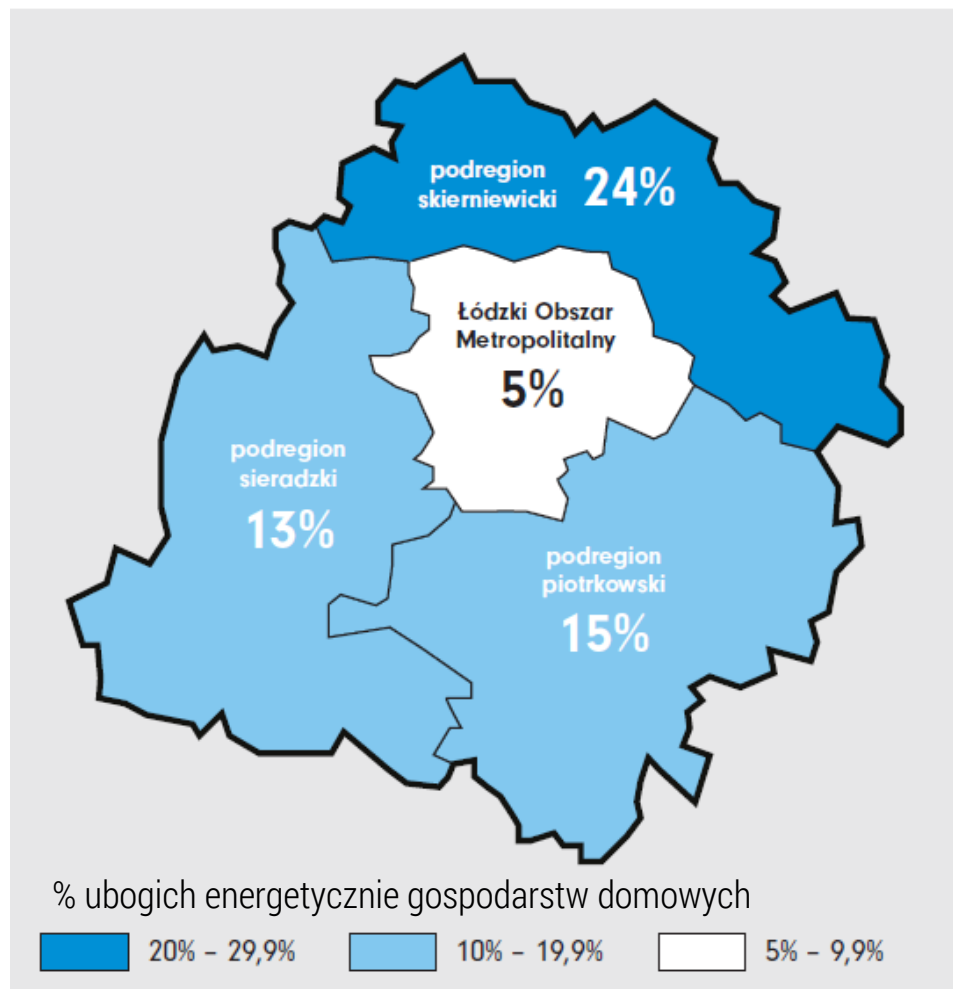 podregion
skierniewicki
24%
Łódzki Obszar
Metropolitalny
5%
podregion
sieradzki
13%
podregion
piotrkowski
15%
% ubogich energetycznie gospodarstw domowych
20% – 29,9%
10% – 19,9%
5% – 9,9%